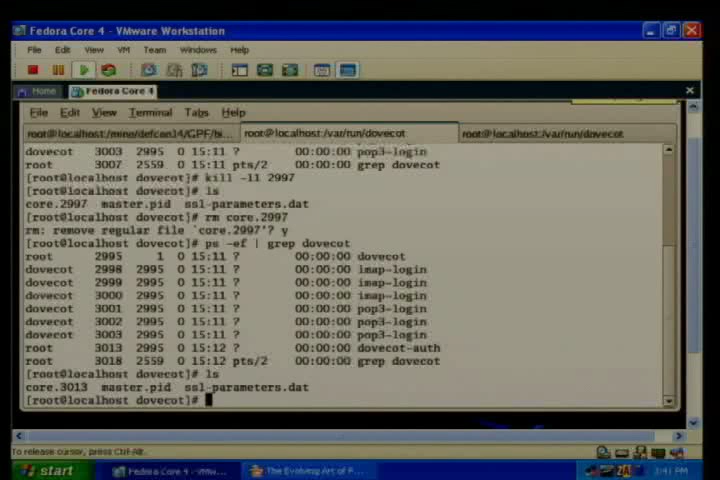 Fedora Core 4 - VMware Workstation
File Edit View VM Team Windows Help
Home Fedora Core 4
File Edit View Terminal Tabs Help
root@localhost:/mine/defcon14/GPF/bi... root@localhost:/var/run/dovecot root@localhost:/var/run/dovecot
dovecot 3003 2995 0 15:11 ? 00:00:00 pop3-login
root 3007 2559 0 15:11 pts/2 00:00:00 grep dovecot
[root@localhost dovecot]# kill -11 2997
[root@localhost dovecot]# ls
core.2997 master.pid ssl-parameters.dat
[root@localhost dovecot]# rm core.2997
rm: remove regular file `core.2997'? y
[root@localhost dovecot]# ps -ef | grep dovecot
root 2995 1 0 15:11 ? 00:00:00 dovecot
dovecot 2998 2995 0 15:11 ? 00:00:00 imap-login
dovecot 2999 2995 0 15:11 ? 00:00:00 imap-login
dovecot 3000 2995 0 15:11 ? 00:00:00 imap-login
dovecot 3001 2995 0 15:11 ? 00:00:00 pop3-login
dovecot 3002 2995 0 15:11 ? 00:00:00 pop3-login
dovecot 3003 2995 0 15:11 ? 00:00:00 pop3-login
root 3013 2995 0 15:12 ? 00:00:00 dovecot-auth
root 3018 2559 0 15:12 pts/2 00:00:00 grep dovecot
[root@localhost dovecot]# ls
core.3013 master.pid ssl-parameters.dat
[root@localhost dovecot]#
To release cursor, press Ctrl-Alt.
start Fedora Core 4 - VMw... The Evolving Art of F... 3:41 PM